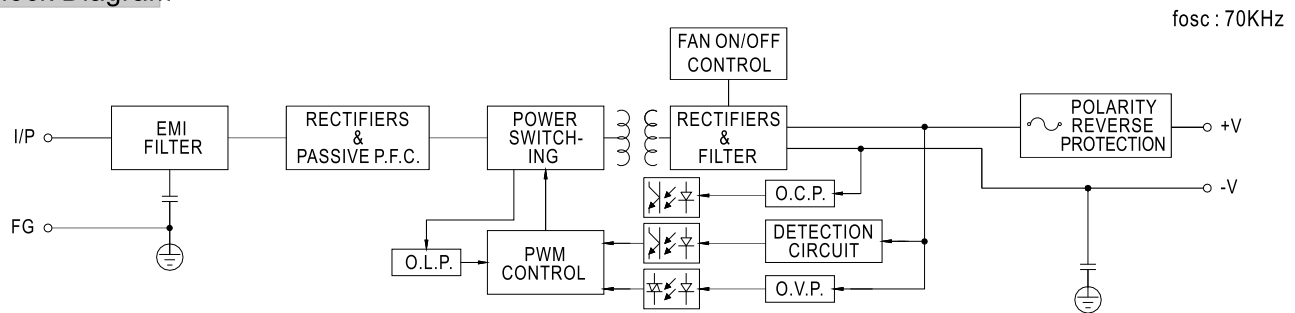 fosc : 70KHz
FAN ON/OFF
CONTROL
I/P
EMI
FILTER
RECTIFIERS
&
PASSIVE P.F.C.
POWER
SWITCH-
ING
RECTIFIERS
&
FILTER
POLARITY
REVERSE
PROTECTION
+V
-V
O.C.P.
FG
DETECTION
CIRCUIT
O.L.P.
PWM
CONTROL
O.V.P.